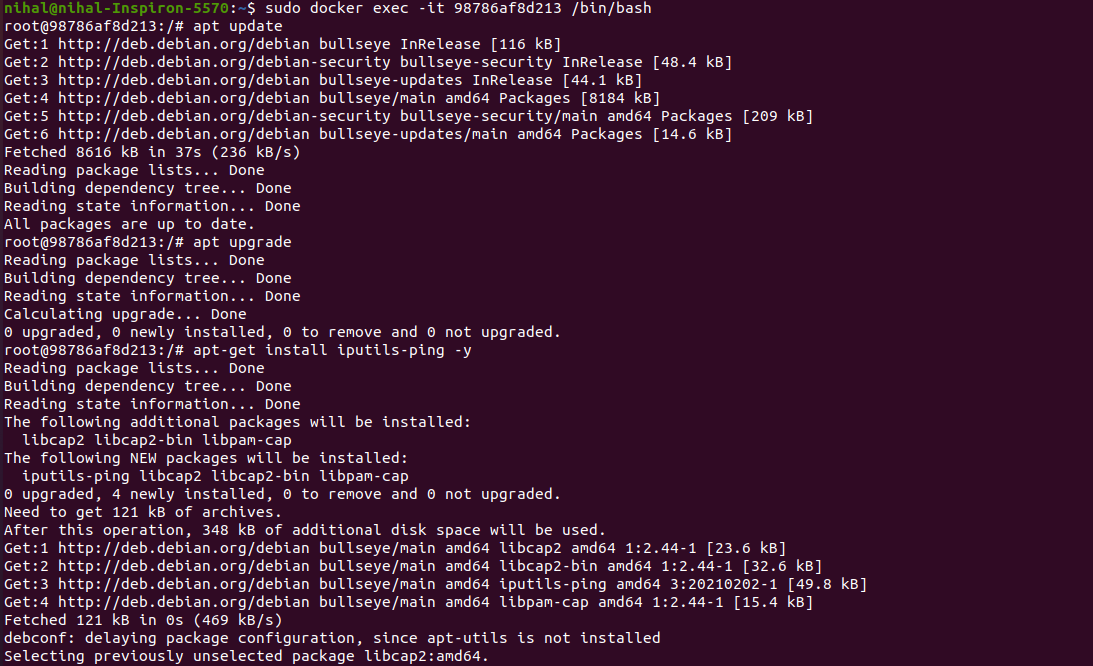 nihal@nihal-Inspiron-5570:~$ sudo docker exec -it 98786af8d213 /bin/bash
root@98786af8d213:/# apt update
Get:1 http://deb.debian.org/debian bullseye InRelease [116 kB]
Get:2 http://deb.debian.org/debian-security bullseye-security InRelease [48.4 kB]
Get:3 http://deb.debian.org/debian bullseye-updates InRelease [44.1 kB]
Get:4 http://deb.debian.org/debian bullseye/main amd64 Packages [8184 kB]
Get:5 http://deb.debian.org/debian-security bullseye-security/main amd64 Packages [209 kB]
Get:6 http://deb.debian.org/debian bullseye-updates/main amd64 Packages [14.6 kB]
Fetched 8616 kB in 37s (236 kB/s)
Reading package lists... Done
Building dependency tree... Done
Reading state information... Done
All packages are up to date.
root@98786af8d213:/# apt upgrade
Reading package lists... Done
Building dependency tree... Done
Reading state information... Done
Calculating upgrade... Done
0 upgraded, 0 newly installed, 0 to remove and 0 not upgraded.
root@98786af8d213:/# apt-get install iputils-ping -y
Reading package lists... Done
Building dependency tree... Done
Reading state information... Done
The following additional packages will be installed:
  libcap2 libcap2-bin libpam-cap
The following NEW packages will be installed:
  iputils-ping libcap2 libcap2-bin libpam-cap
0 upgraded, 4 newly installed, 0 to remove and 0 not upgraded.
Need to get 121 kB of archives.
After this operation, 348 kB of additional disk space will be used.
Get:1 http://deb.debian.org/debian bullseye/main amd64 libcap2 amd64 1:2.44-1 [23.6 kB]
Get:2 http://deb.debian.org/debian bullseye/main amd64 libcap2-bin amd64 1:2.44-1 [32.6 kB]
Get:3 http://deb.debian.org/debian bullseye/main amd64 iputils-ping amd64 3:20210202-1 [49.8 kB]
Get:4 http://deb.debian.org/debian bullseye/main amd64 libpam-cap amd64 1:2.44-1 [15.4 kB]
Fetched 121 kB in 0s (469 kB/s)
debconf: delaying package configuration, since apt-utils is not installed
Selecting previously unselected package libcap2:amd64.